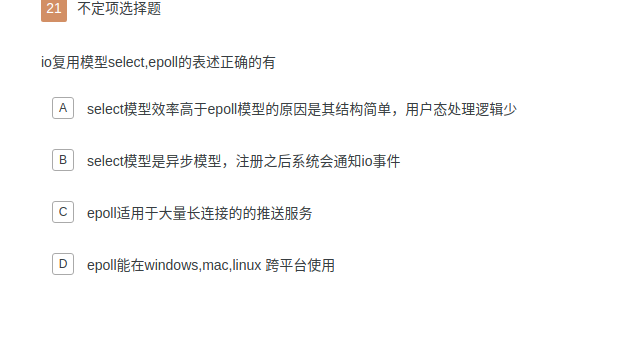 21 不定项选择题
io复用模型select,epoll的表述正确的有
A select模型效率高于epoll模型的原因是其结构简单，用户态处理逻辑少
B select模型是异步模型，注册之后系统会通知io事件
C epoll适用于大量长连接的的推送服务
D epoll能在windows,mac,linux 跨平台使用